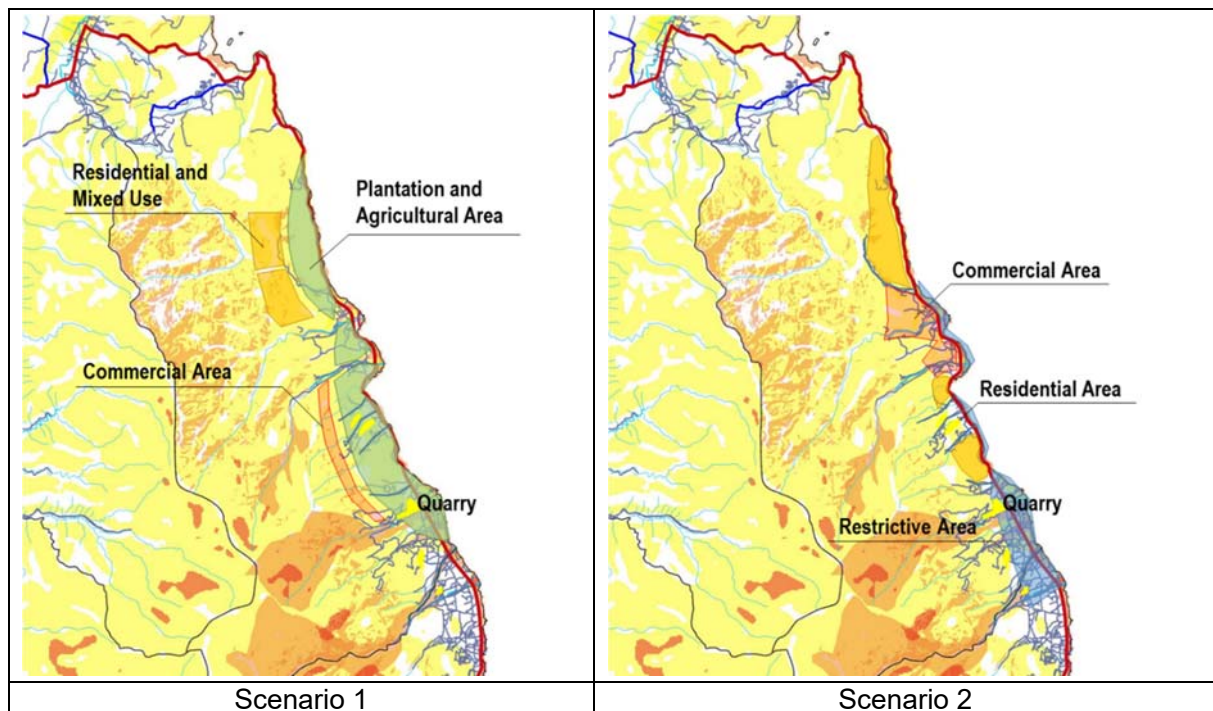 Residential and
Mixed Use
Plantation and
Agricultural Area
Commercial Area
Quarry
Scenario 1
Commercial Area
Residential Area
Quarry
Restrictive Area
Scenario 2